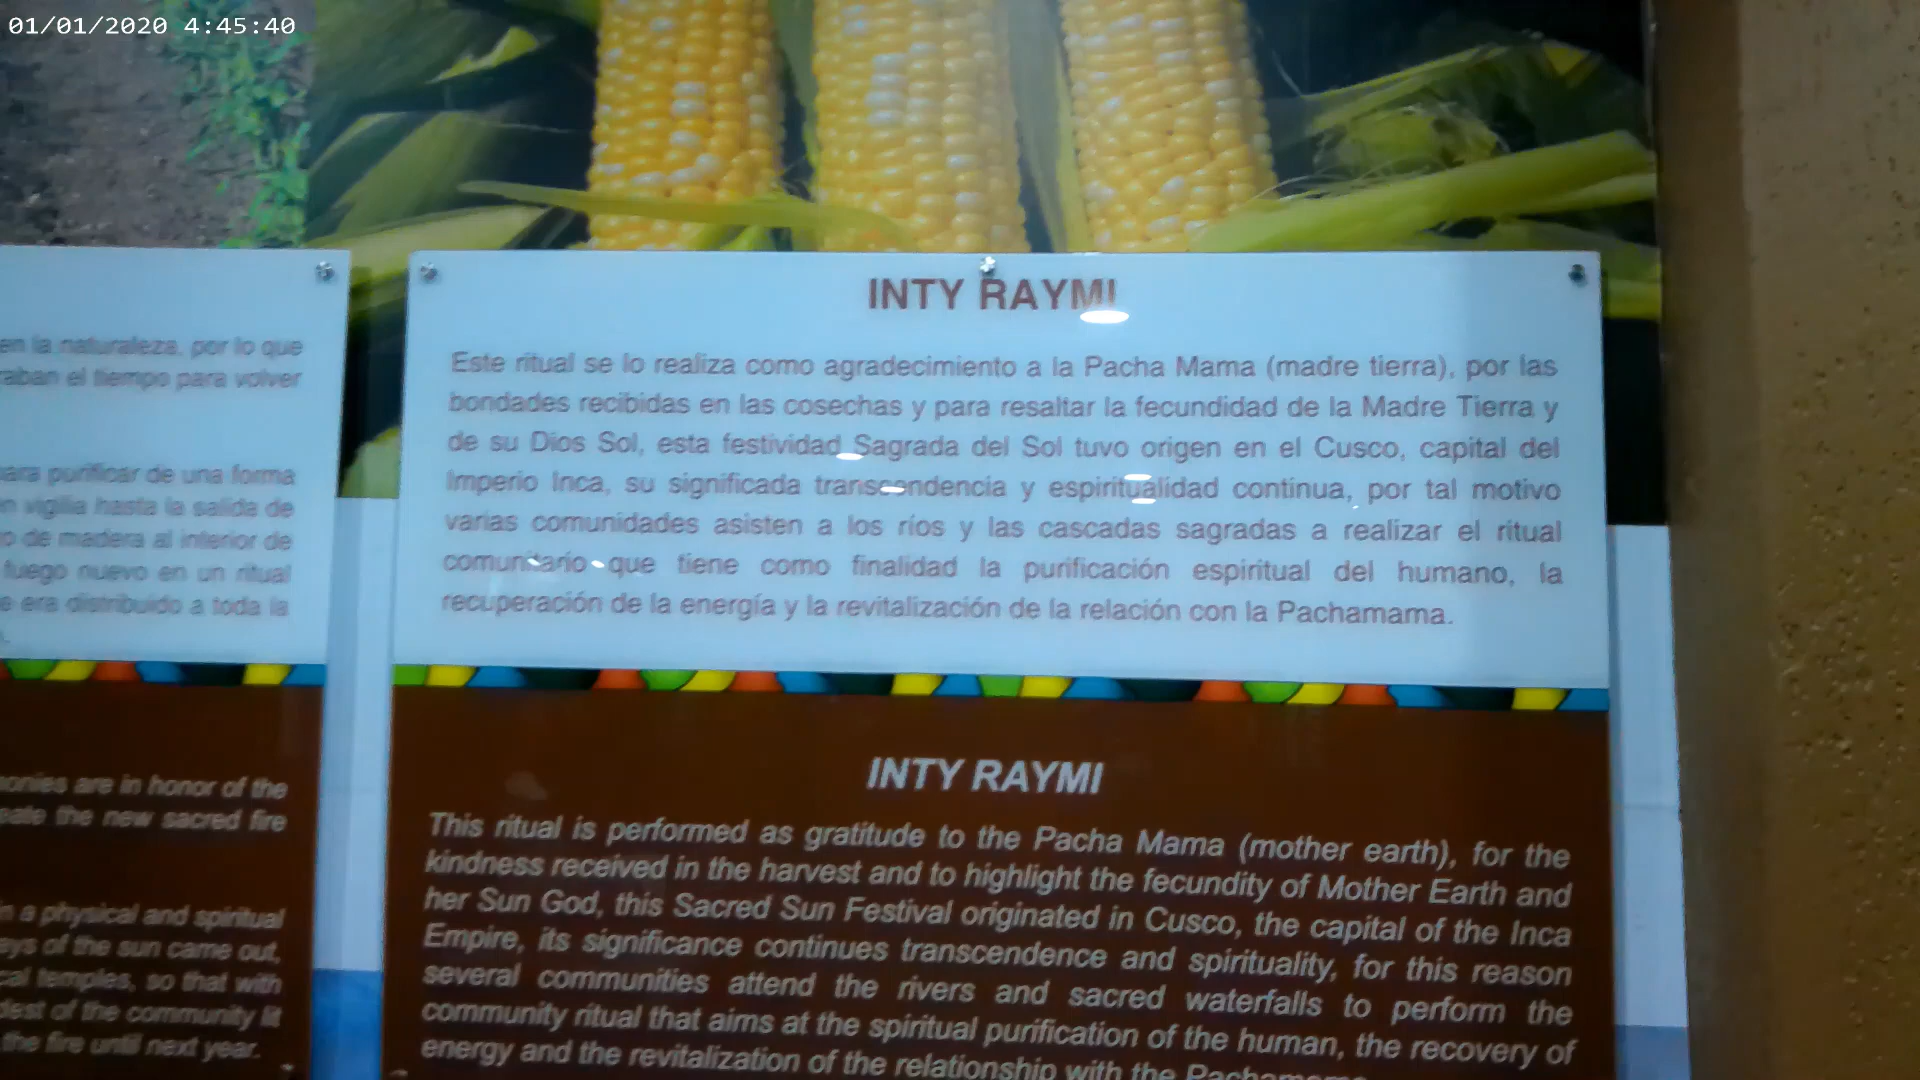 01/01/2020 4:45:40
en la naturaleza, por lo que
raban el tiempo para volver
para purificar de una forma
en vigilia hasta la salida de
o de madera al interior de
fuego nuevo en un ritual
e era distribuido a toda la
INTY RAYMI
Este ritual se lo realiza como agradecimiento a la Pacha Mama (madre tierra), por las
bondades recibidas en las cosechas y para resaltar la fecundidad de la Madre Tierra y
de su Dios Sol, esta festividad Sagrada del Sol tuvo origen en el Cusco, capital del
Imperio Inca, su significada transcendencia y espiritualidad continua, por tal motivo
varias comunidades asisten a los ríos y las cascadas sagradas a realizar el ritual
comunitario que tiene como finalidad la purificación espiritual del humano, la
recuperación de la energía y la revitalización de la relación con la Pachamama.
monies are in honor of the
eate the new sacred fire
in a physical and spiritual
ays of the sun came out,
cal temples, so that with
dest of the community lit
the fire until next year.
INTY RAYMI
This ritual is performed as gratitude to the Pacha Mama (mother earth), for the
kindness received in the harvest and to highlight the fecundity of Mother Earth and
her Sun God, this Sacred Sun Festival originated in Cusco, the capital of the Inca
Empire, its significance continues transcendence and spirituality, for this reason
several communities attend the rivers and sacred waterfalls to perform the
community ritual that aims at the spiritual purification of the human, the recovery of
energy and the revitalization of the relationship with the Pachamama.